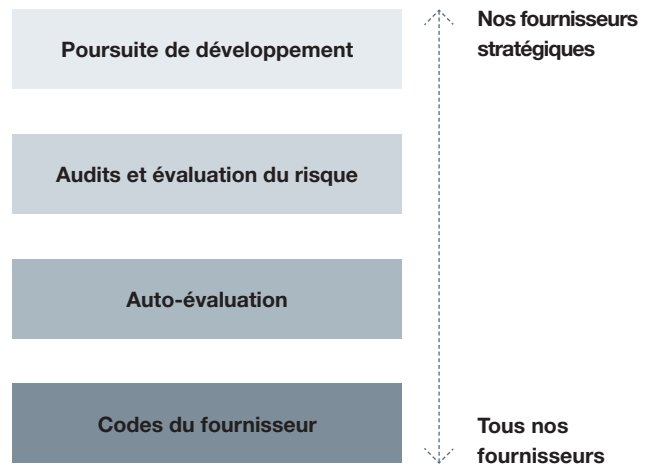 Poursuite de développement
Nos fournisseurs
stratégiques
Audits et évaluation du risque
Auto-évaluation
Codes du fournisseur
Tous nos
fournisseurs